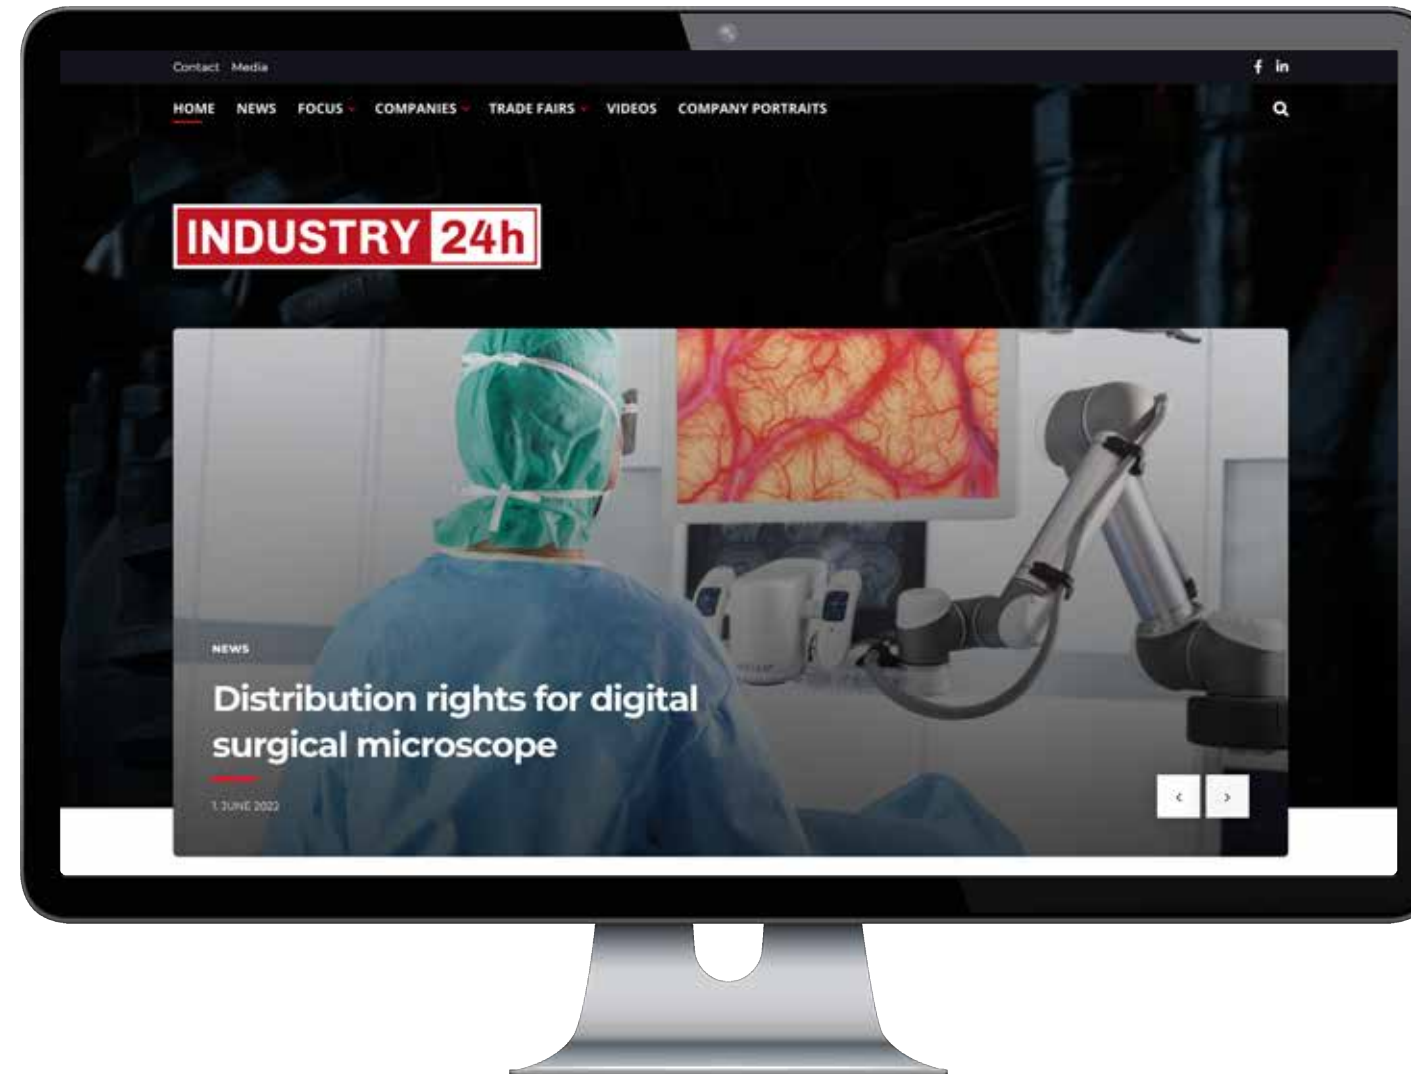 Contact Media
f in
HOME NEWS FOCUS COMPANIES TRADE FAIRS VIDEOS COMPANY PORTRAITS
INDUSTRY 24h
NEWS
Distribution rights for digital
surgical microscope
1. JUNE 2022